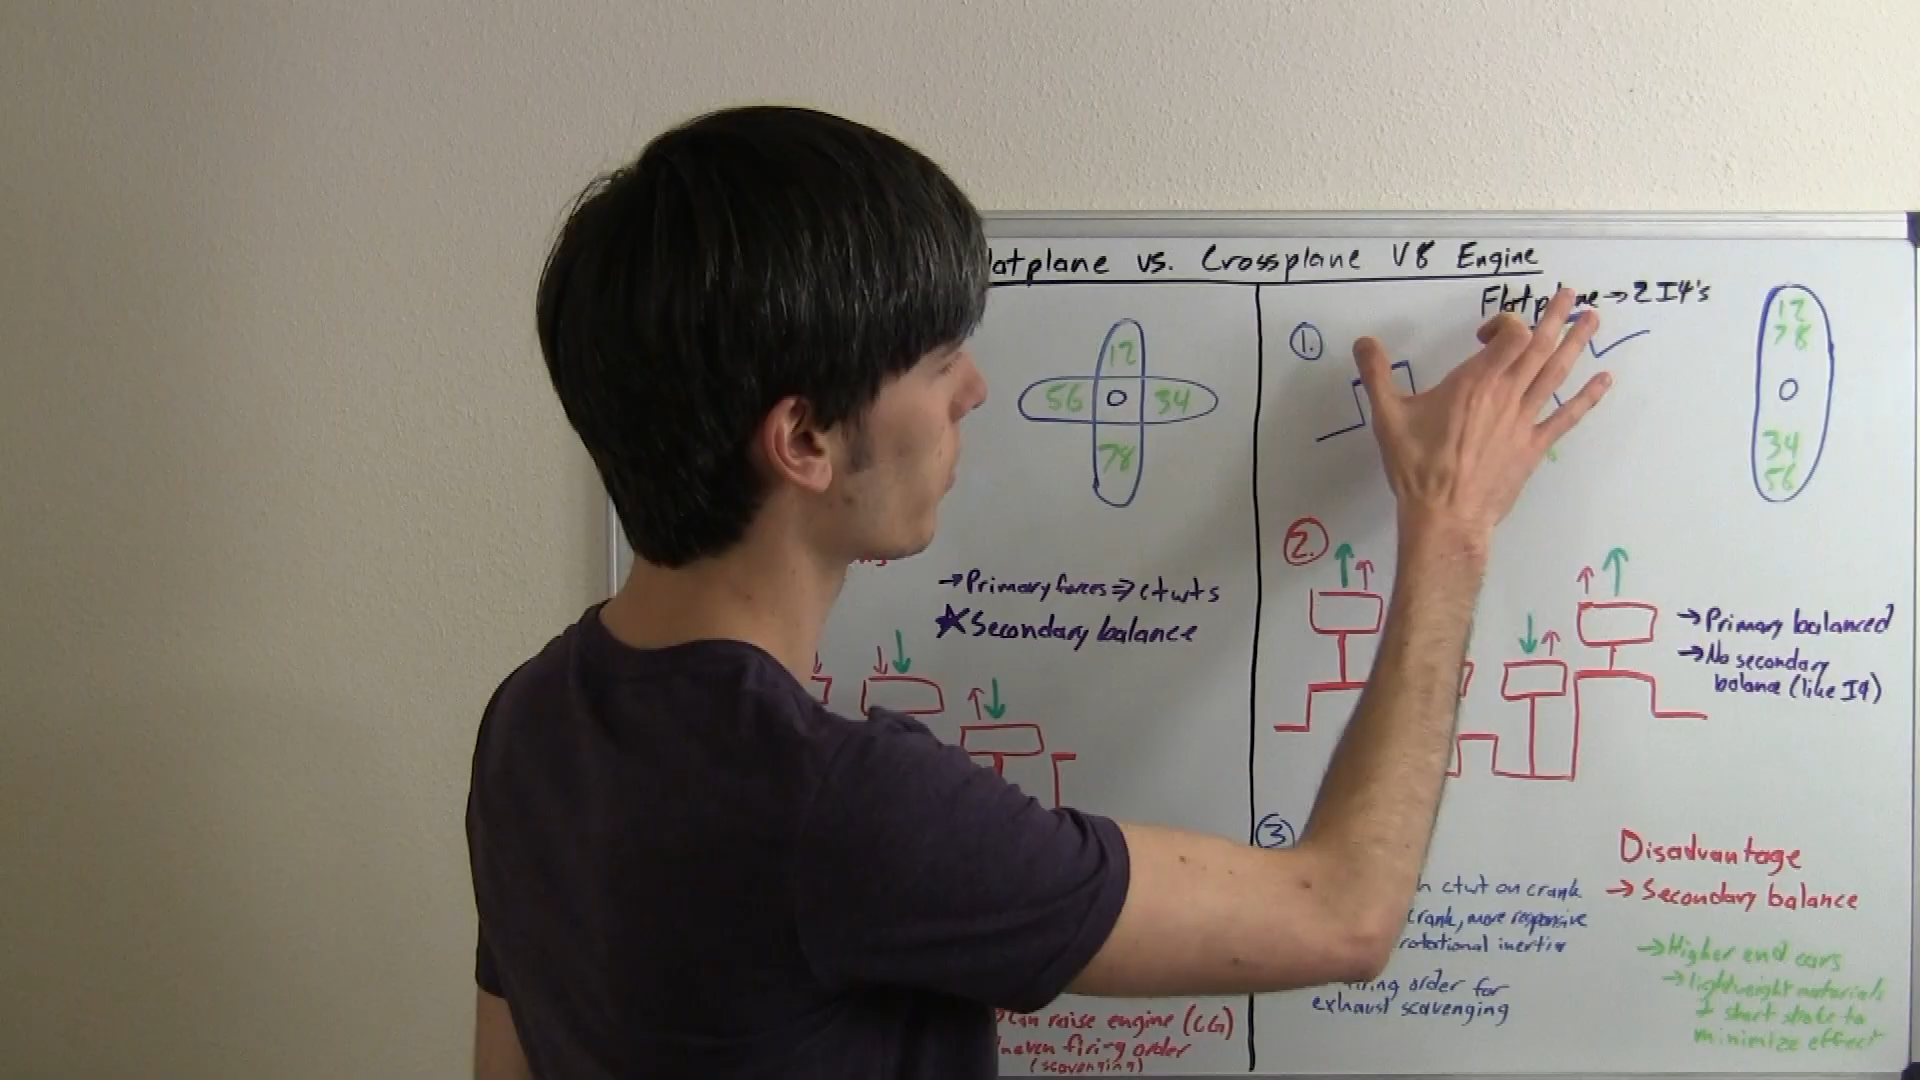 latplane vs. Crossplane V8 Engine
12
56 O 34
78
→Primary forces ⇒ ctwts
★Secondary balance
Can raise engine (CG)
uneven firing order
(scavenging)
Flatplane → 2 I4's
1.
12
78
O
34
56
2.
→Primary balanced
→No secondary
balance (like I4)
3
ctwt on crank
crank, more responsive
rotational inertia
firing order for
exhaust scavenging
Disadvantage
→ Secondary balance
→Higher end cars
→lightweight materials
+ short stroke to
minimize effect